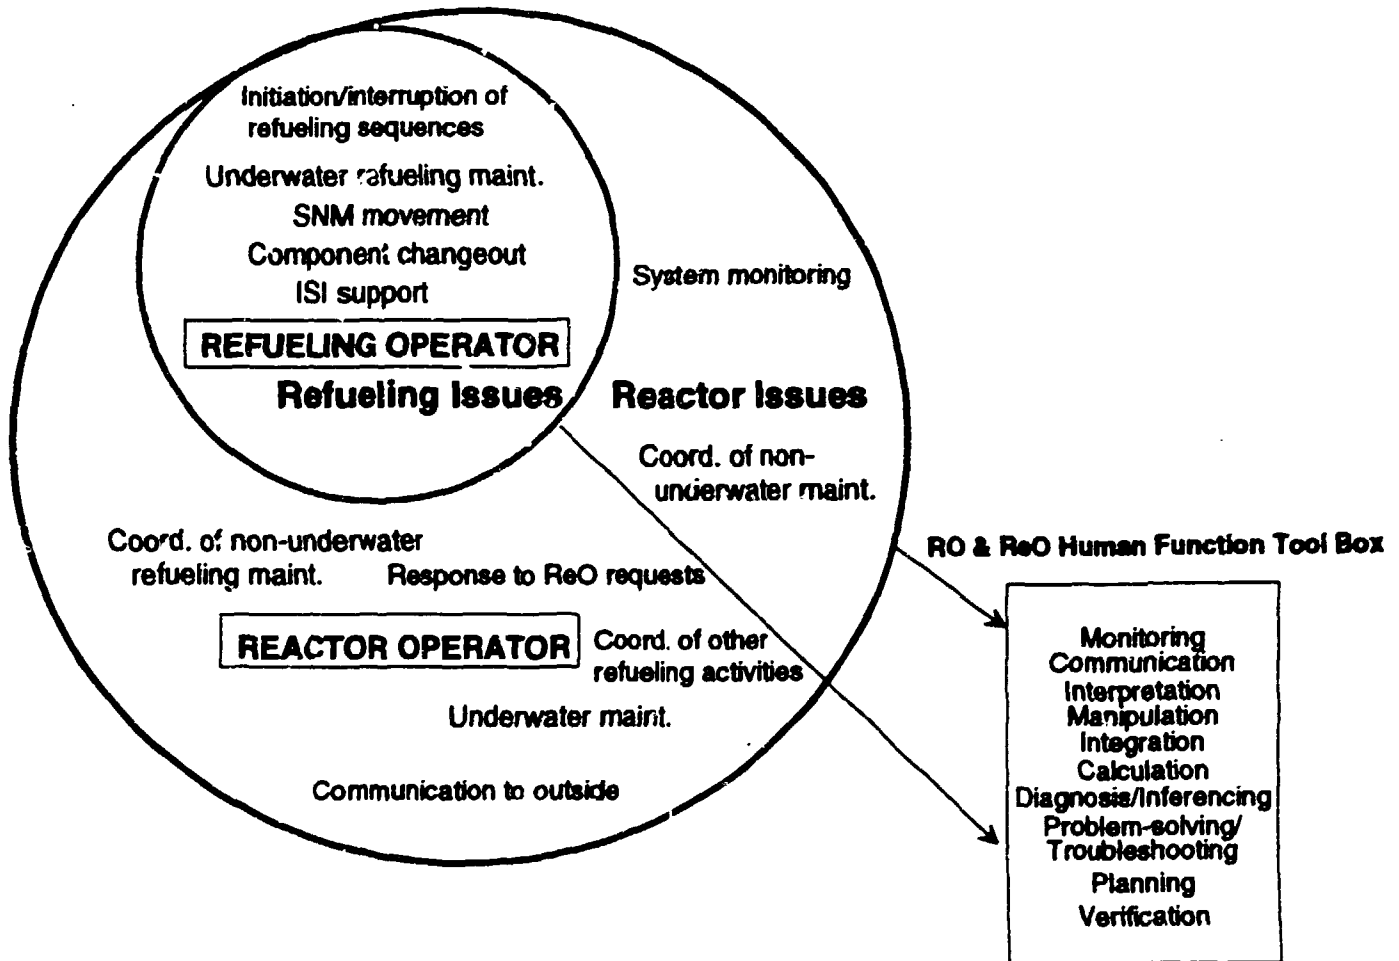 Initiation/interruption of
refueling sequences
Underwater refueling maint.
SNM movement
Component changeout
ISI support
REFUELING OPERATOR
Refueling Issues
System monitoring
Reactor Issues
Coord. of non-
underwater maint.
Coord. of non-underwater
refueling maint.
Response to ReO requests
REACTOR OPERATOR
Coord. of other
refueling activities
Underwater maint.
Communication to outside
RO & ReO Human Function Tool Box
Monitoring
Communication
Interpretation
Manipulation
Integration
Calculation
Diagnosis/Inferencing
Problem-solving/
Troubleshooting
Planning
Verification